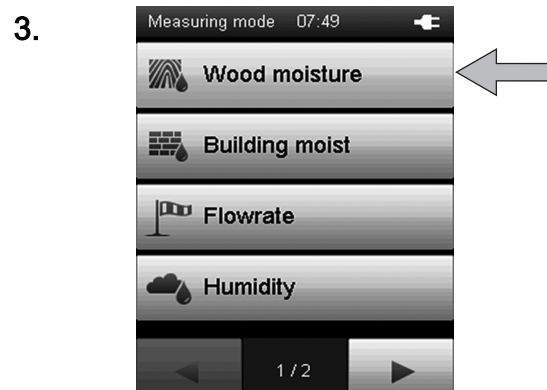 3.
Measuring mode 07:49
Wood moisture
Building moist
Flowrate
Humidity
1 / 2